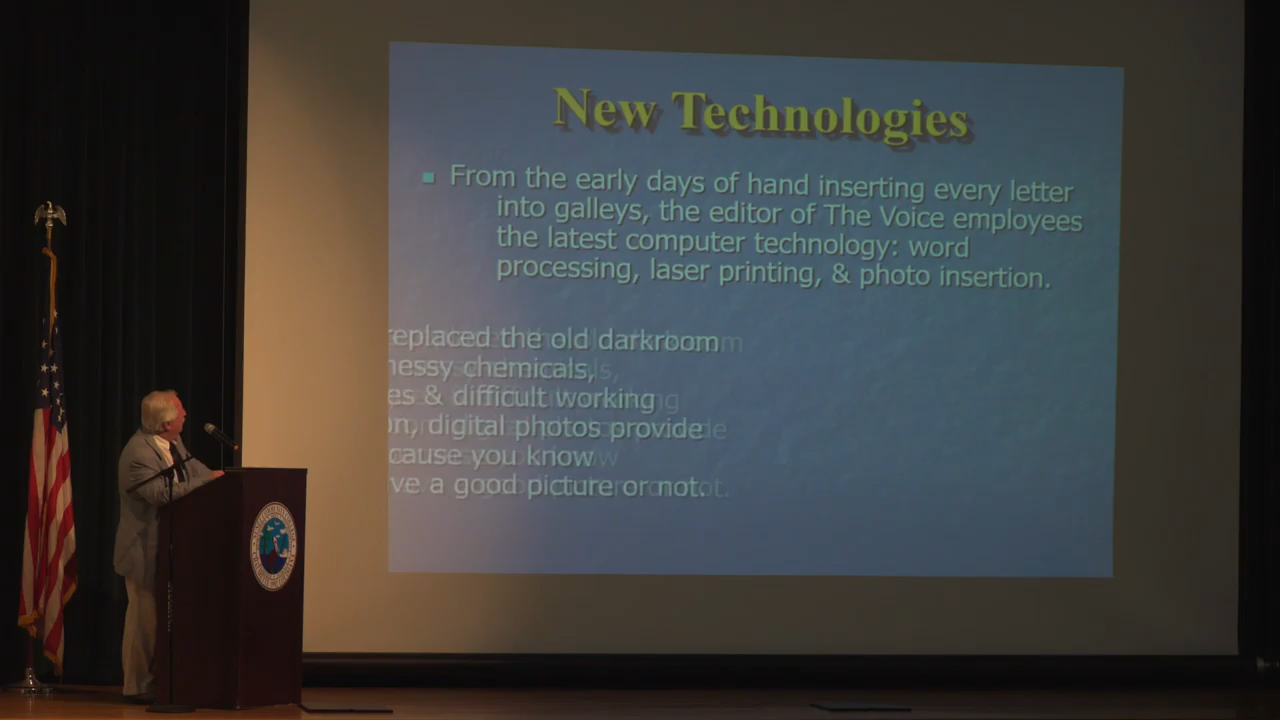 New Technologies
From the early days of hand inserting every letter
into galleys, the editor of The Voice employees
the latest computer technology: word
processing, laser printing, & photo insertion.
replaced the old darkroom
messy chemicals,
es & difficult working
on, digital photos provide
cause you know
ve a good picture or not.